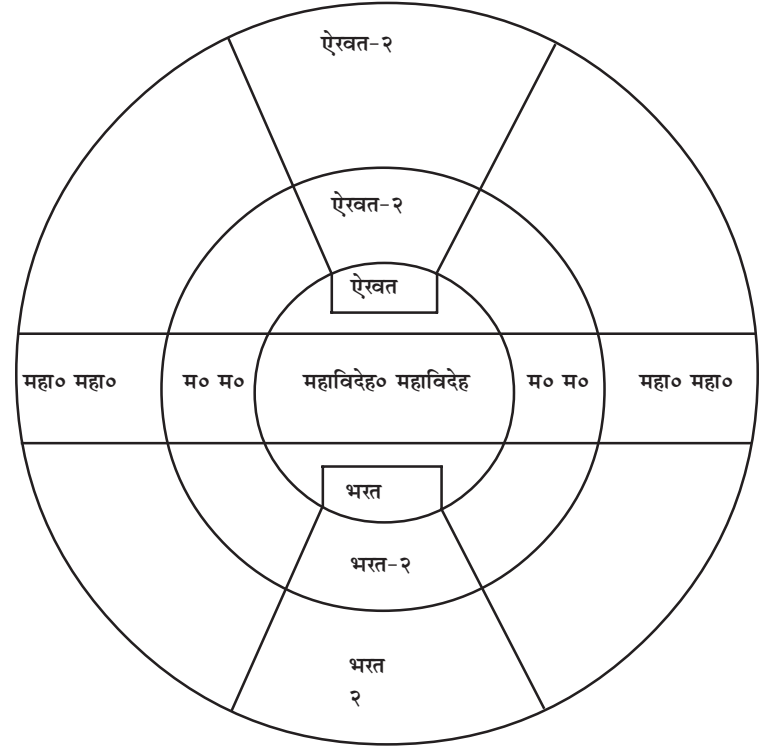 ऐरवत-२
ऐरवत-२
ऐरवत
महा० महा० म० म० महाविदेह० महाविदेह म० म० महा० महा०
भरत
भरत-२
भरत
२